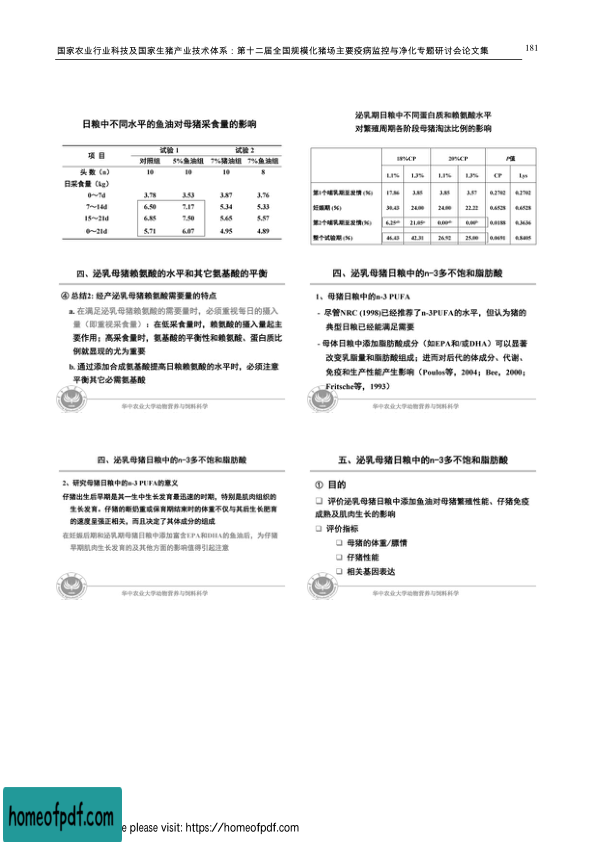 国家农业行业科技及国家生猪产业技术体系：第十二届全国规模化猪场主要疫病监控与净化专题研讨会论文集 181
日粮中不同水平的鱼油对母猪采食量的影响
项 目 试验 1 试验 2
对照组 5%鱼油组 7%猪油组 7%鱼油组
头 数（n） 10 10 10 8
日采食量（kg）
0～7d 3.78 3.53 3.87 3.76
7～14d 6.50 7.17 5.34 5.33
15～21d 6.85 7.50 5.65 5.57
0～21d 5.71 6.07 4.95 4.89
泌乳期日粮中不同蛋白质和赖氨酸水平
对繁殖周期各阶段母猪淘汰比例的影响
18%CP 20%CP P值
1.1% 1.3% 1.1% 1.3% CP Lys
第1个哺乳期至发情 (%) 17.86 3.85 3.85 3.57 0.2702 0.2702
妊娠期 (%) 30.43 24.00 24.00 22.22 0.6528 0.6528
第2个哺乳期至发情(%) 6.25ab 21.05a 0.00ab 0.00b 0.0188 0.3636
整个试验期 (%) 46.43 42.31 26.92 25.00 0.0691 0.8405
四、泌乳母猪赖氨酸的水平和其它氨基酸的平衡
④ 总结2: 经产泌乳母猪赖氨酸需要量的特点
a. 在满足泌乳母猪赖氨酸的需要量时，必须重视每日的摄入
量（即重视采食量）：在低采食量时，赖氨酸的摄入量起主
要作用；高采食量时，氨基酸的平衡性和赖氨酸、蛋白质比
例就显现的尤为重要
b. 通过添加合成氨基酸提高日粮赖氨酸的水平时，必须注意
平衡其它必需氨基酸
华中农业大学动物营养与饲料科学
四、泌乳母猪日粮中的n-3多不饱和脂肪酸
1、母猪日粮中的n-3 PUFA
- 尽管NRC (1998)已经推荐了n-3PUFA的水平，但认为猪的
典型日粮已经能满足需要
- 母体日粮中添加脂肪酸成分（如EPA和/或DHA）可以显著
改变乳脂量和脂肪酸组成；进而对后代的体成分、代谢、
免疫和生产性能产生影响（Poulos等，2004；Bee，2000；
Fritsche等，1993）
华中农业大学动物营养与饲料科学
四、泌乳母猪日粮中的n-3多不饱和脂肪酸
2、研究母猪日粮中的n-3 PUFA的意义
仔猪出生后早期是其一生中生长发育最迅速的时期，特别是肌肉组织的
生长发育。仔猪的断奶重或保育期结束时的体重不仅与其后生长肥育
的速度呈强正相关，而且决定了其体成分的组成
在妊娠后期和泌乳期母猪日粮中添加富含EPA和DHA的鱼油后，为仔猪
早期肌肉生长发育的及其他方面的影响值得引起注意
华中农业大学动物营养与饲料科学
五、泌乳母猪日粮中的n-3多不饱和脂肪酸
① 目的
❑ 评价泌乳母猪日粮中添加鱼油对母猪繁殖性能、仔猪免疫
成熟及肌肉生长的影响
❑ 评价指标
❑ 母猪的体重/膘情
❑ 仔猪性能
❑ 相关基因表达
华中农业大学动物营养与饲料科学
homeofpdf.com
e please visit: https://homeofpdf.com